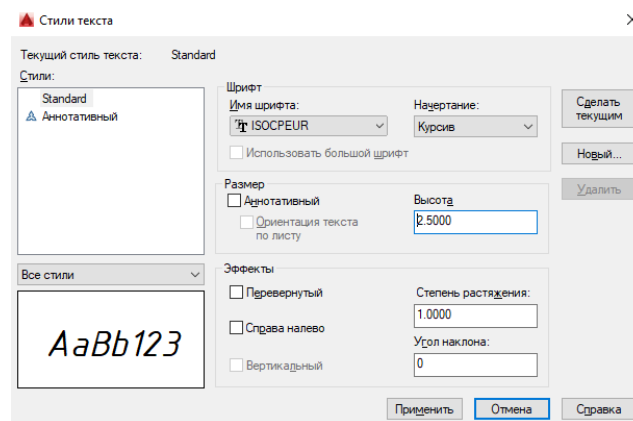 Стили текста
Текущий стиль текста: Standard
Стили:
Standard
Аннотативный
Все стили
AaBb123
Шрифт
Имя шрифта:
ISOCPEUR
Начертание:
Курсив
Использовать большой шрифт
Размер
Аннотативный
Ориентация текста
по листу
Высота
2.5000
Эффекты
Перевернутый
Справа налево
Вертикальный
Степень растяжения:
1.0000
Угол наклона:
0
Сделать
текущим
Новый...
Удалить
Применить
Отмена
Справка